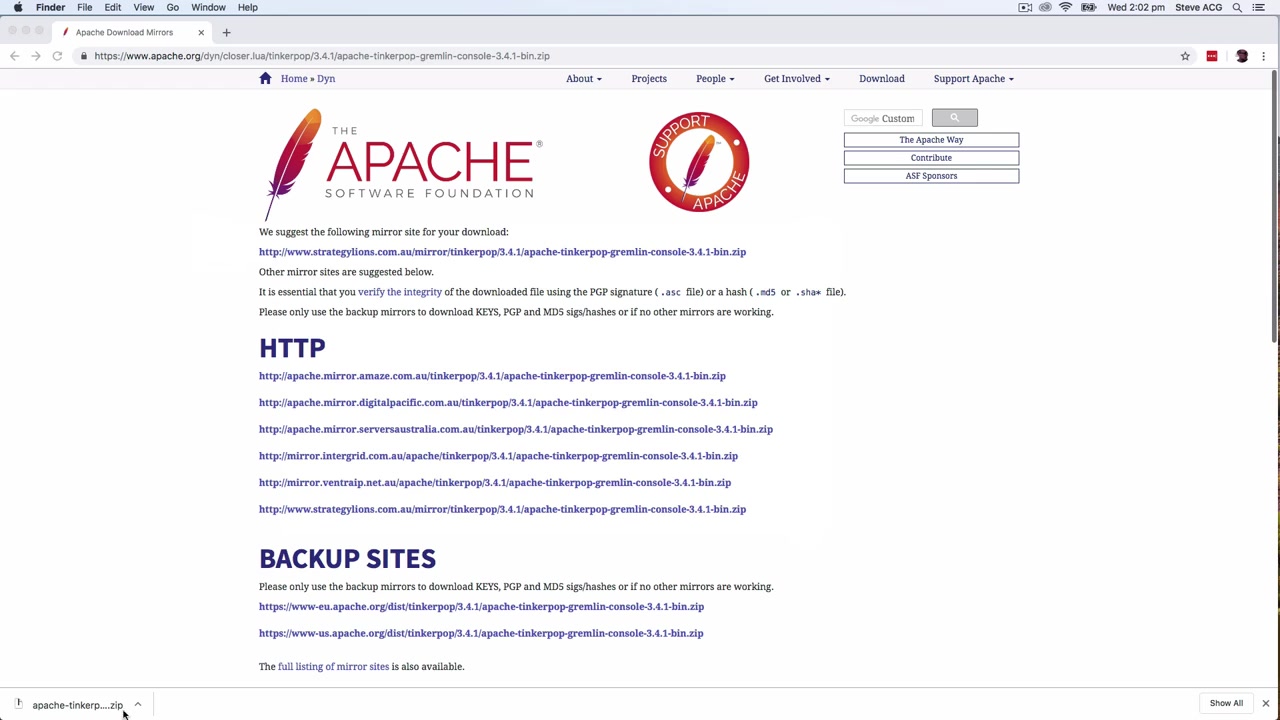 Finder File Edit View Go Window Help Wed 2:02 pm Steve ACG
Apache Download Mirrors
https://www.apache.org/dyn/closer.lua/tinkerpop/3.4.1/apache-tinkerpop-gremlin-console-3.4.1-bin.zip
Home » Dyn About Projects People Get Involved Download Support Apache
THE
APACHE®
SOFTWARE FOUNDATION
SUPPORT
APACHE
Google Custom
The Apache Way
Contribute
ASF Sponsors
We suggest the following mirror site for your download:
http://www.strategylions.com.au/mirror/tinkerpop/3.4.1/apache-tinkerpop-gremlin-console-3.4.1-bin.zip
Other mirror sites are suggested below.
It is essential that you verify the integrity of the downloaded file using the PGP signature ( .asc file) or a hash ( .md5 or .sha* file).
Please only use the backup mirrors to download KEYS, PGP and MD5 sigs/hashes or if no other mirrors are working.
HTTP
http://apache.mirror.amaze.com.au/tinkerpop/3.4.1/apache-tinkerpop-gremlin-console-3.4.1-bin.zip
http://apache.mirror.digitalpacific.com.au/tinkerpop/3.4.1/apache-tinkerpop-gremlin-console-3.4.1-bin.zip
http://apache.mirror.serversaustralia.com.au/tinkerpop/3.4.1/apache-tinkerpop-gremlin-console-3.4.1-bin.zip
http://mirror.intergrid.com.au/apache/tinkerpop/3.4.1/apache-tinkerpop-gremlin-console-3.4.1-bin.zip
http://mirror.ventraip.net.au/apache/tinkerpop/3.4.1/apache-tinkerpop-gremlin-console-3.4.1-bin.zip
http://www.strategylions.com.au/mirror/tinkerpop/3.4.1/apache-tinkerpop-gremlin-console-3.4.1-bin.zip
BACKUP SITES
Please only use the backup mirrors to download KEYS, PGP and MD5 sigs/hashes or if no other mirrors are working.
https://www-eu.apache.org/dist/tinkerpop/3.4.1/apache-tinkerpop-gremlin-console-3.4.1-bin.zip
https://www-us.apache.org/dist/tinkerpop/3.4.1/apache-tinkerpop-gremlin-console-3.4.1-bin.zip
The full listing of mirror sites is also available.
apache-tinkerp....zip Show All